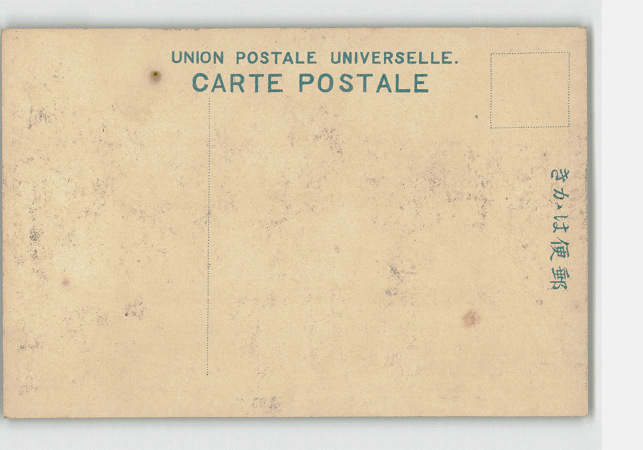 UNION POSTALE UNIVERSELLE.
CARTE POSTALE
きかは便郵